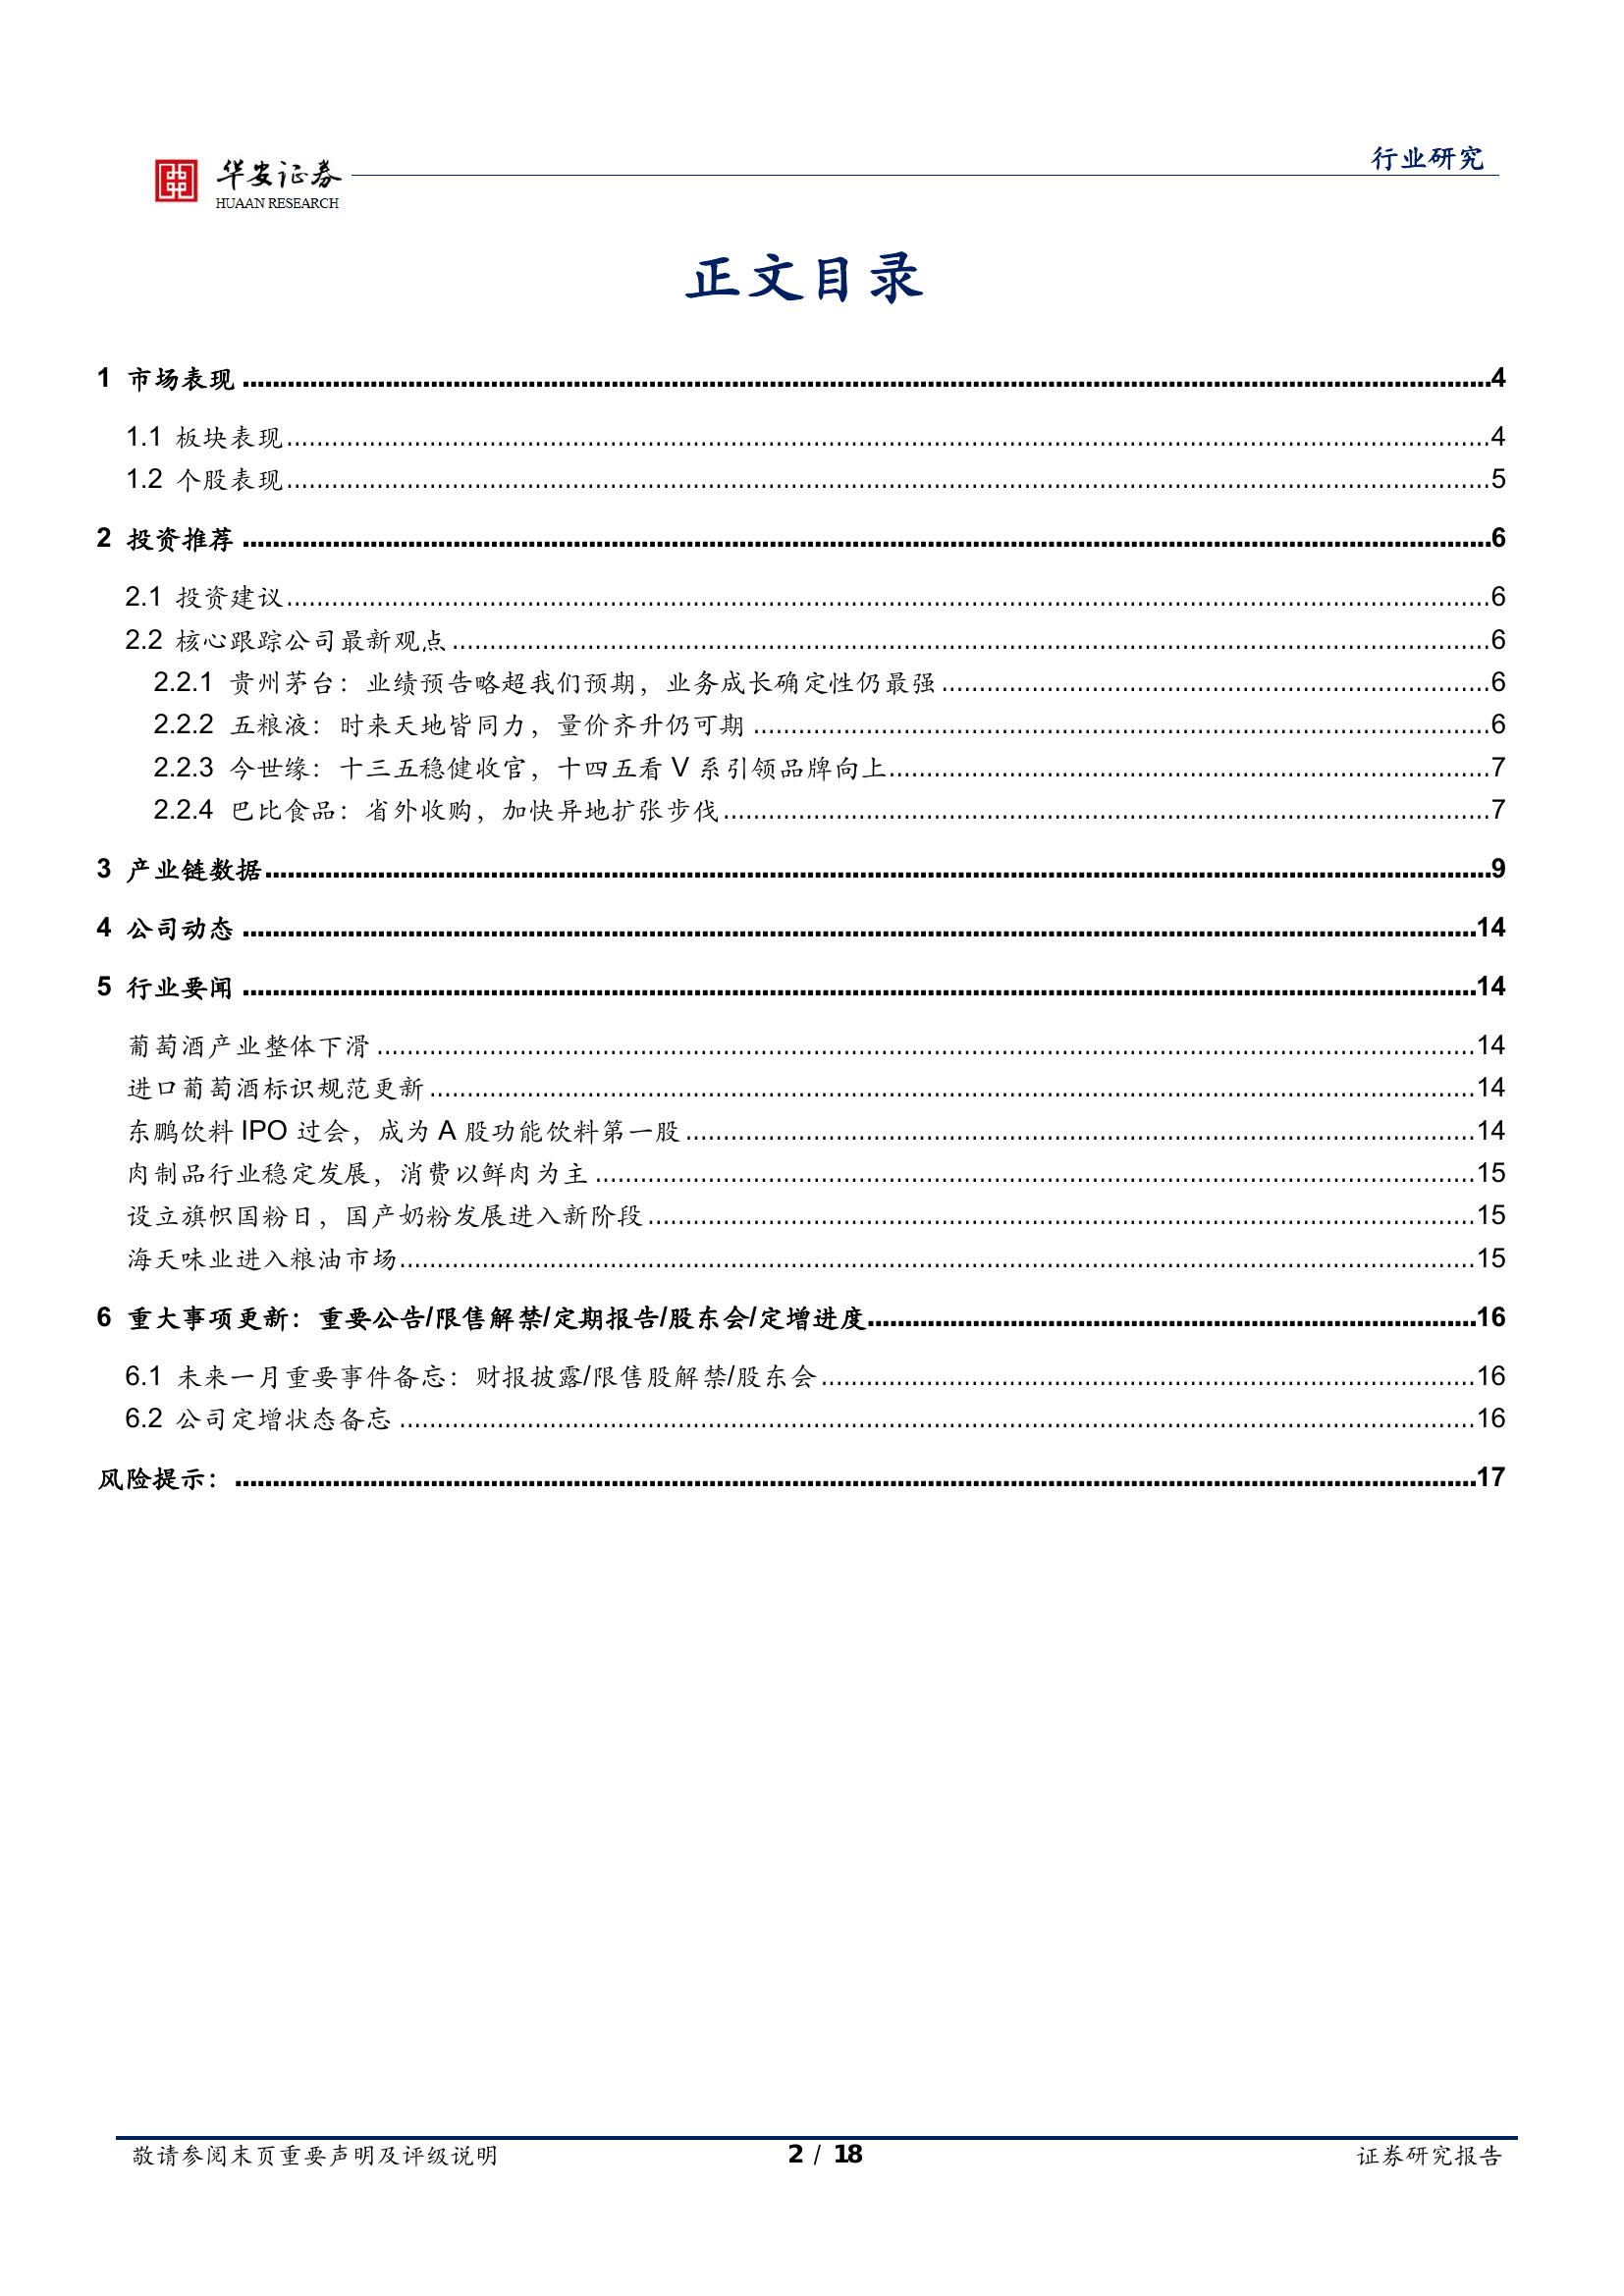 华安证券
HUAAN RESEARCH
行业研究
正文目录
1 市场表现 ........ 4
1.1 板块表现 ........ 4
1.2 个股表现 ........ 5
2 投资推荐 ........ 6
2.1 投资建议 ........ 6
2.2 核心跟踪公司最新观点 ........ 6
2.2.1 贵州茅台：业绩预告略超我们预期，业务成长确定性仍最强 ........ 6
2.2.2 五粮液：时来天地皆同力，量价齐升仍可期 ........ 6
2.2.3 今世缘：十三五稳健收官，十四五看 V 系引领品牌向上 ........ 7
2.2.4 巴比食品：省外收购，加快异地扩张步伐 ........ 7
3 产业链数据 ........ 9
4 公司动态 ........ 14
5 行业要闻 ........ 14
葡萄酒产业整体下滑 ........ 14
进口葡萄酒标识规范更新 ........ 14
东鹏饮料 IPO 过会，成为 A 股功能饮料第一股 ........ 14
肉制品行业稳定发展，消费以鲜肉为主 ........ 15
设立旗帜国粉日，国产奶粉发展进入新阶段 ........ 15
海天味业进入粮油市场 ........ 15
6 重大事项更新：重要公告/限售解禁/定期报告/股东会/定增进度 ........ 16
6.1 未来一月重要事件备忘：财报披露/限售股解禁/股东会 ........ 16
6.2 公司定增状态备忘 ........ 16
风险提示： ........ 17
敬请参阅末页重要声明及评级说明
2 / 18
证券研究报告